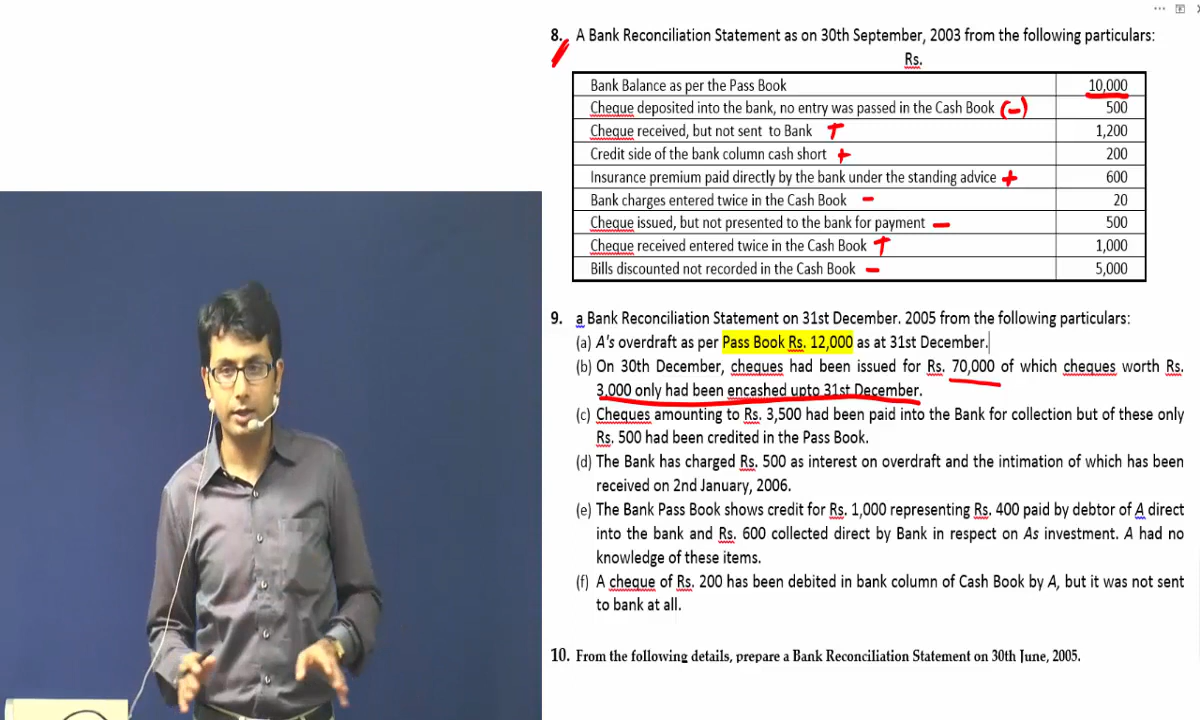 8. A Bank Reconciliation Statement as on 30th September, 2003 from the following particulars:
Rs.
Bank Balance as per the Pass Book 10,000
Cheque deposited into the bank, no entry was passed in the Cash Book (-) 500
Cheque received, but not sent to Bank + 1,200
Credit side of the bank column cash short + 200
Insurance premium paid directly by the bank under the standing advice + 600
Bank charges entered twice in the Cash Book - 20
Cheque issued, but not presented to the bank for payment - 500
Cheque received entered twice in the Cash Book + 1,000
Bills discounted not recorded in the Cash Book - 5,000
9. a Bank Reconciliation Statement on 31st December. 2005 from the following particulars:
(a) A's overdraft as per Pass Book Rs. 12,000 as at 31st December.
(b) On 30th December, cheques had been issued for Rs. 70,000 of which cheques worth Rs.
3,000 only had been encashed upto 31st December.
(c) Cheques amounting to Rs. 3,500 had been paid into the Bank for collection but of these only
Rs. 500 had been credited in the Pass Book.
(d) The Bank has charged Rs. 500 as interest on overdraft and the intimation of which has been
received on 2nd January, 2006.
(e) The Bank Pass Book shows credit for Rs. 1,000 representing Rs. 400 paid by debtor of A direct
into the bank and Rs. 600 collected direct by Bank in respect on As investment. A had no
knowledge of these items.
(f) A cheque of Rs. 200 has been debited in bank column of Cash Book by A, but it was not sent
to bank at all.
10. From the following details, prepare a Bank Reconciliation Statement on 30th June, 2005.